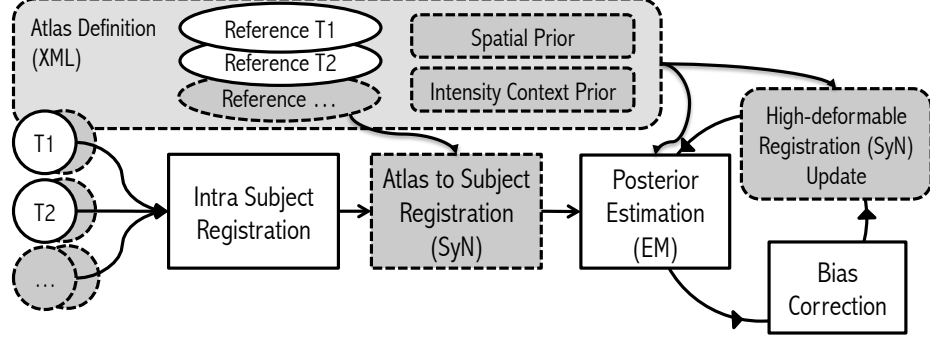 Atlas Definition
(XML)
Reference T1
Reference T2
Reference ...
Spatial Prior
Intensity Context Prior
T1
T2
...
Intra Subject
Registration
Atlas to Subject
Registration
(SyN)
Posterior
Estimation
(EM)
High-deformable
Registration (SyN)
Update
Bias
Correction